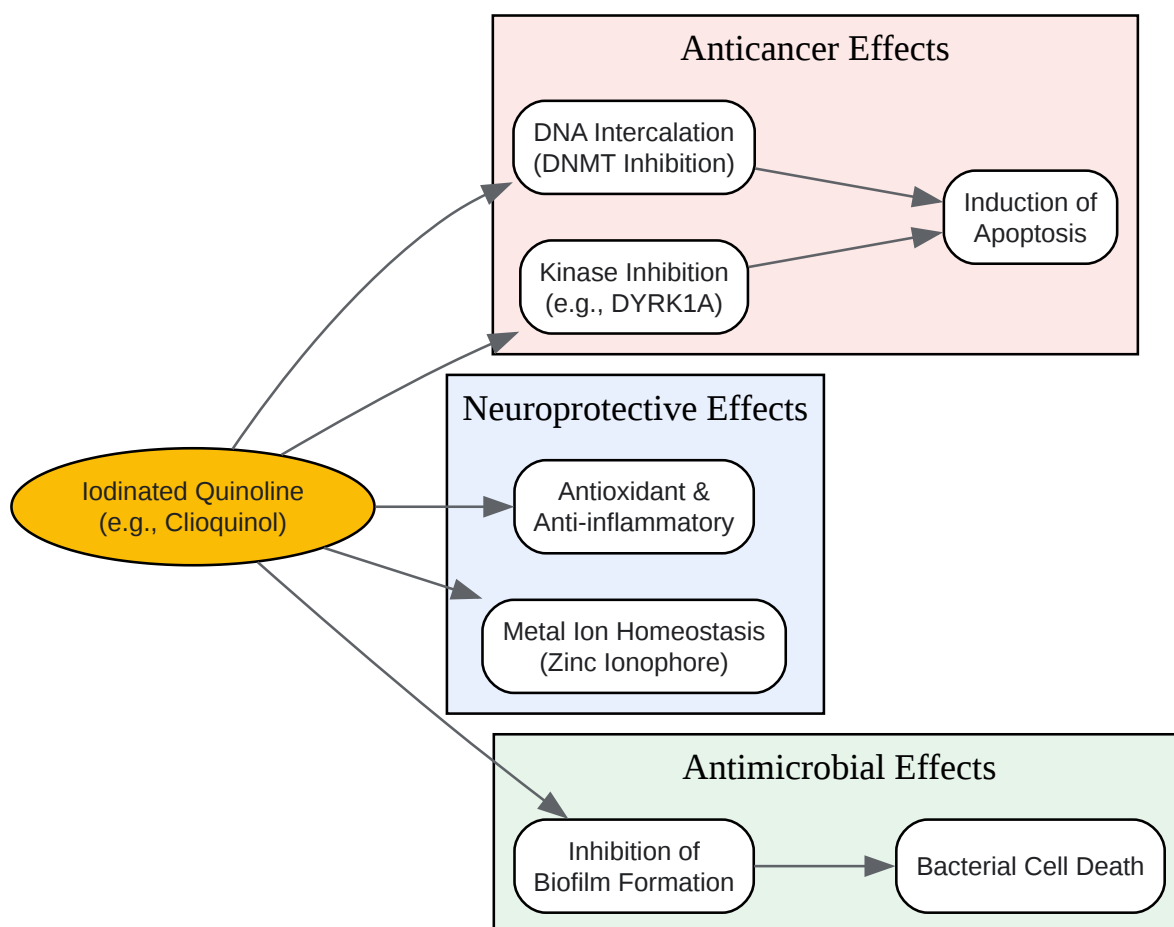 Anticancer Effects
DNA Intercalation
(DNMT Inhibition)
Kinase Inhibition
(e.g., DYRK1A)
Induction of
Apoptosis
Neuroprotective Effects
Iodinated Quinoline
(e.g., Clioquinol)
Antioxidant &
Anti-inflammatory
Metal Ion Homeostasis
(Zinc Ionophore)
Antimicrobial Effects
Inhibition of
Biofilm Formation
Bacterial Cell Death